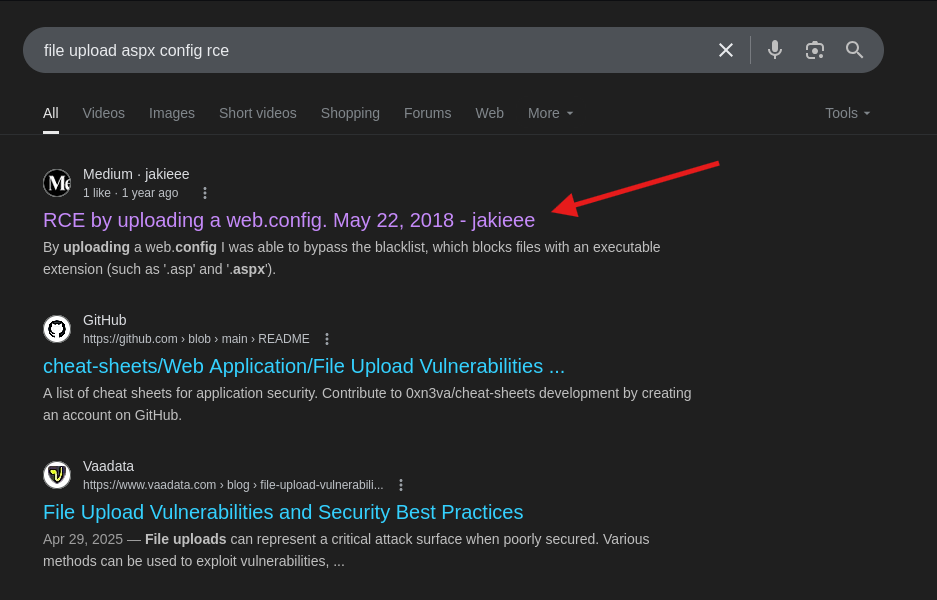 file upload aspx config rce
All Videos Images Short videos Shopping Forums Web More Tools
Me
Medium · jakieee
1 like · 1 year ago
RCE by uploading a web.config. May 22, 2018 - jakieee
By uploading a web.config I was able to bypass the blacklist, which blocks files with an executable
extension (such as '.asp' and '.aspx').
GitHub
https://github.com › blob › main › README
cheat-sheets/Web Application/File Upload Vulnerabilities ...
A list of cheat sheets for application security. Contribute to 0xn3va/cheat-sheets development by creating
an account on GitHub.
Vaadata
https://www.vaadata.com › blog › file-upload-vulnerabili...
File Upload Vulnerabilities and Security Best Practices
Apr 29, 2025 — File uploads can represent a critical attack surface when poorly secured. Various
methods can be used to exploit vulnerabilities, ...